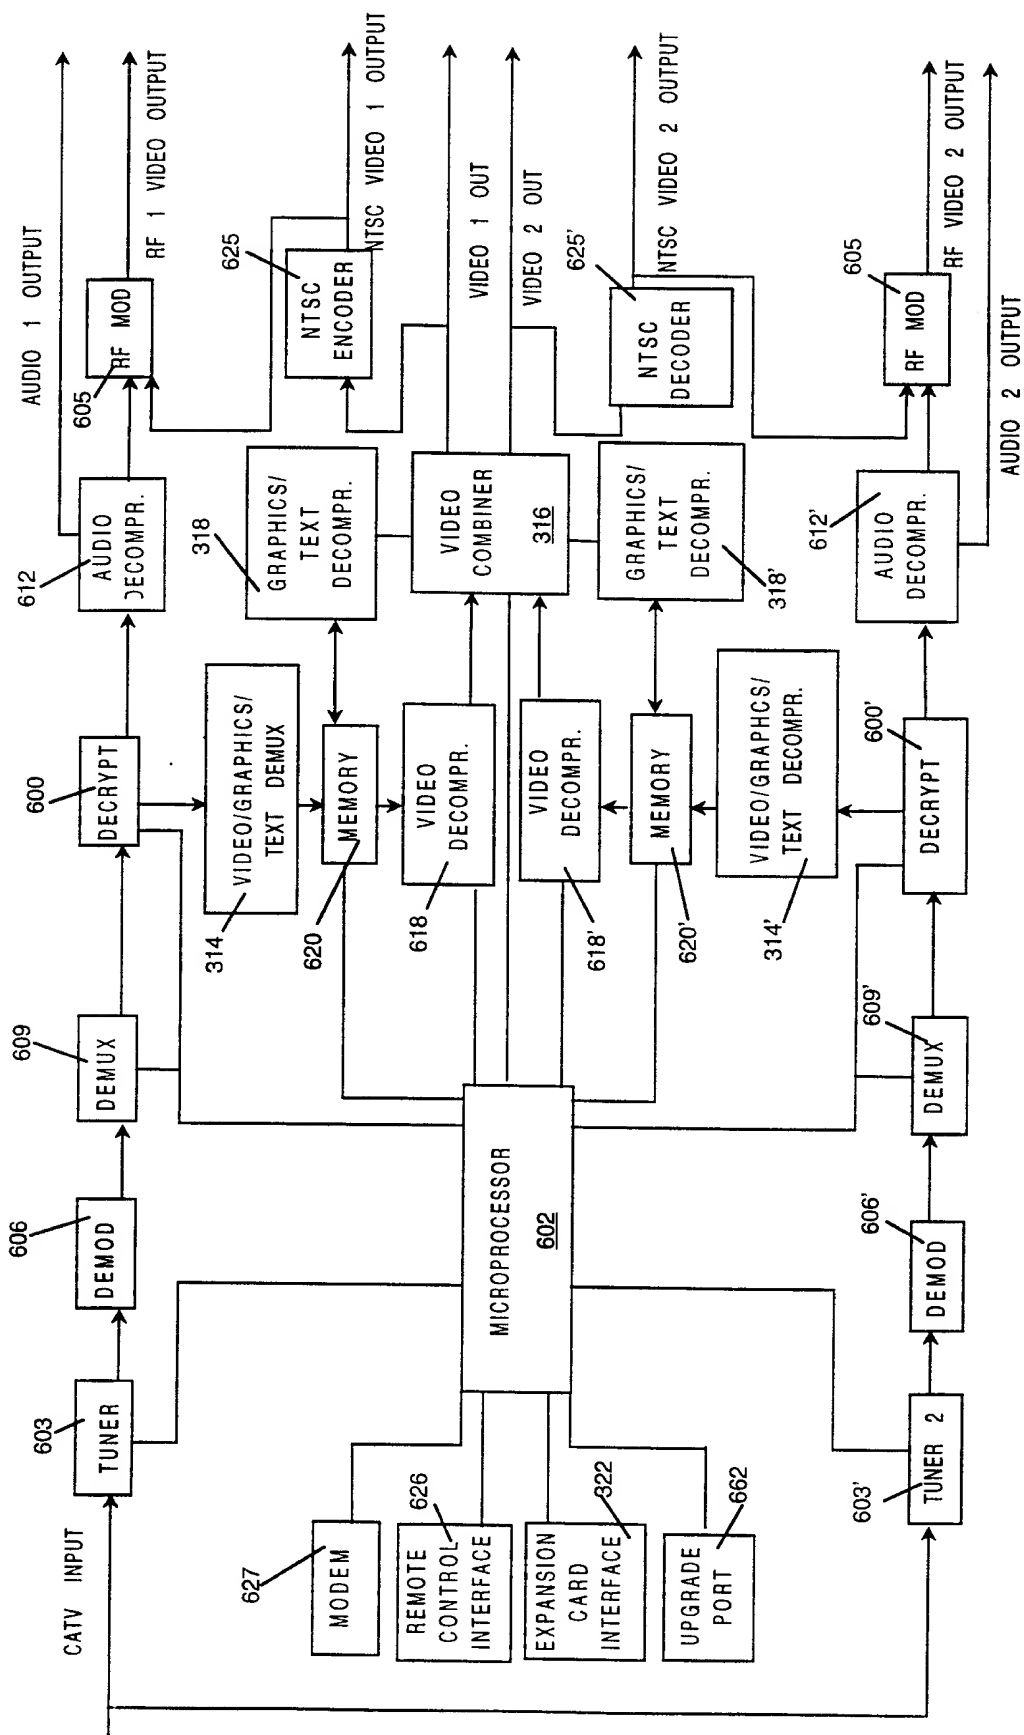 CATV INPUT
603
TUNER
606
DEMOD
609
DEMUX
600
DECRYPT
612
AUDIO
DECOMPR.
605
RF MOD
AUDIO 1 OUTPUT
RF 1 VIDEO OUTPUT
314
VIDEO/GRAPHICS/
TEXT DEMUX
318
GRAPHICS/
TEXT
DECOMPR.
625
NTSC
ENCODER
NTSC VIDEO 1 OUTPUT
620
MEMORY
618
VIDEO
DECOMPR.
VIDEO
COMBINER
316
VIDEO 1 OUT
VIDEO 2 OUT
627
MODEM
626
REMOTE
CONTROL
INTERFACE
322
EXPANSION
CARD
INTERFACE
662
UPGRADE
PORT
MICROPROCESSOR
602
618'
VIDEO
DECOMPR.
620'
MEMORY
GRAPHICS/
TEXT
DECOMPR.
318'
625'
NTSC
DECODER
NTSC VIDEO 2 OUTPUT
314'
VIDEO/GRAPHCS/
TEXT DECOMPR.
603'
TUNER 2
606'
DEMOD
609'
DEMUX
600'
DECRYPT
612'
AUDIO
DECOMPR.
605
RF MOD
RF VIDEO 2 OUTPUT
AUDIO 2 OUTPUT